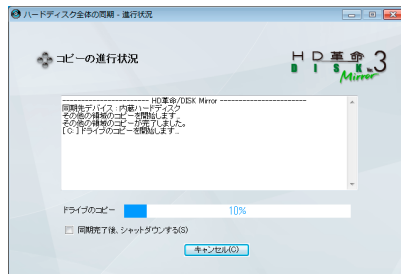 ハードディスク全体の同期 - 進行状況
コピーの進行状況
HD革命
DISK Mirror Ver.3
-------------------- HD革命/DISK Mirror --------------------
同期先デバイス : 内蔵ハードディスク
その他の領域のコピーを開始します...
その他の領域のコピーが完了しました。
[C:]ドライブのコピーを開始します...
ドライブのコピー 10%
同期完了後、シャットダウンする(S)
キャンセル(C)